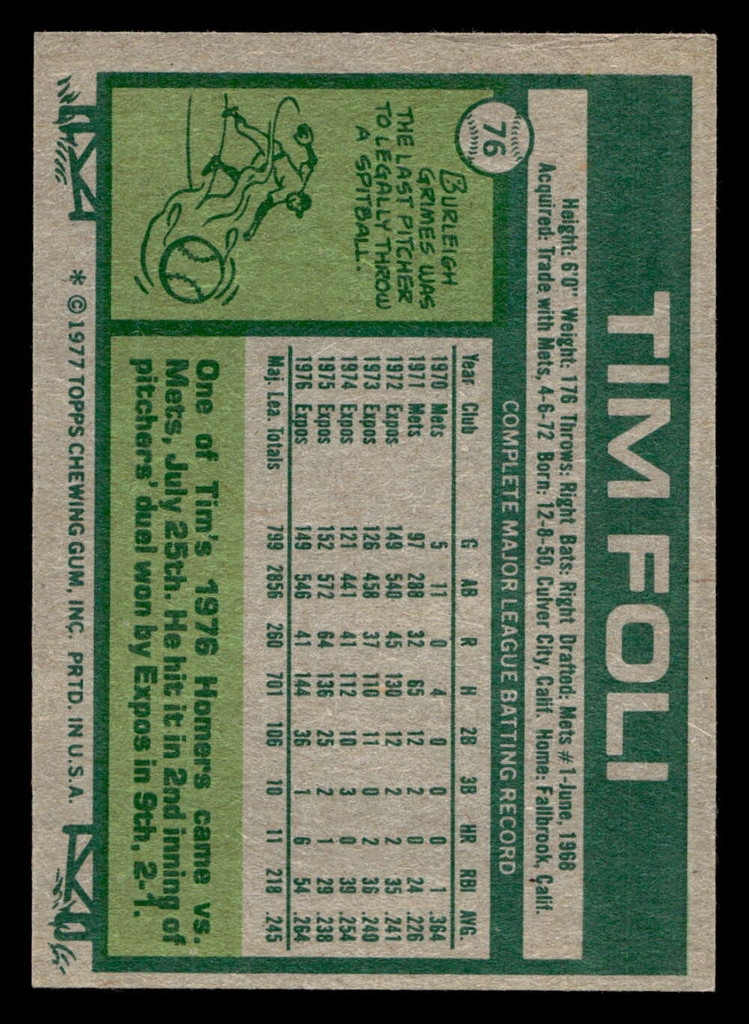 76
TIM FOLI
Height: 6'0" Weight: 176 Throws: Right Bats: Right Drafted: Mets #1-June, 1968
Acquired: Trade with Mets, 4-6-72 Born: 12-8-50, Culver City, Calif. Home: Fallbrook, Calif.
COMPLETE MAJOR LEAGUE BATTING RECORD
BURLEIGH
GRIMES WAS
THE LAST PITCHER
TO LEGALLY THROW
A SPITBALL.
Year Club G AB R H 2B 3B HR RBI AVG.
1970 Mets 5 11 0 4 0 0 0 1 .364
1971 Mets 97 288 32 65 12 2 0 24 .226
1972 Expos 149 540 45 130 12 2 2 35 .241
1973 Expos 126 458 37 110 11 0 2 36 .240
1974 Expos 121 441 41 112 10 3 0 39 .254
1975 Expos 152 572 64 136 25 2 1 29 .238
1976 Expos 149 546 41 144 36 1 6 54 .264
Maj. Lea. Totals 799 2856 260 701 106 10 11 218 .245
One of Tim's 1976 Homers came vs.
Mets, July 25th. He hit it in 2nd inning of
pitchers' duel won by Expos in 9th, 2-1.
* © 1977 TOPPS CHEWING GUM, INC. PRTD. IN U.S.A.